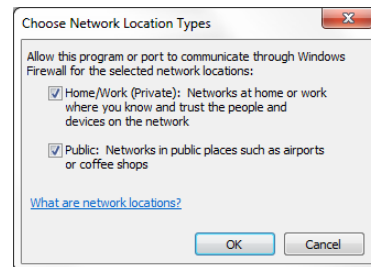 Choose Network Location Types
Allow this program or port to communicate through Windows
Firewall for the selected network locations:
Home/Work (Private): Networks at home or work
where you know and trust the people and
devices on the network
Public: Networks in public places such as airports
or coffee shops
What are network locations?
OK Cancel